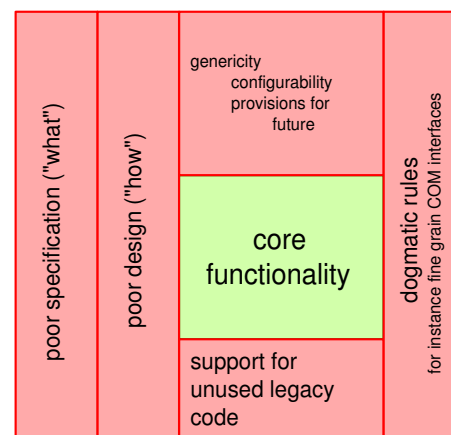 poor specification ("what")
poor design ("how")
genericity
configurability
provisions for
future
core
functionality
support for
unused legacy
code
dogmatic rules
for instance fine grain COM interfaces